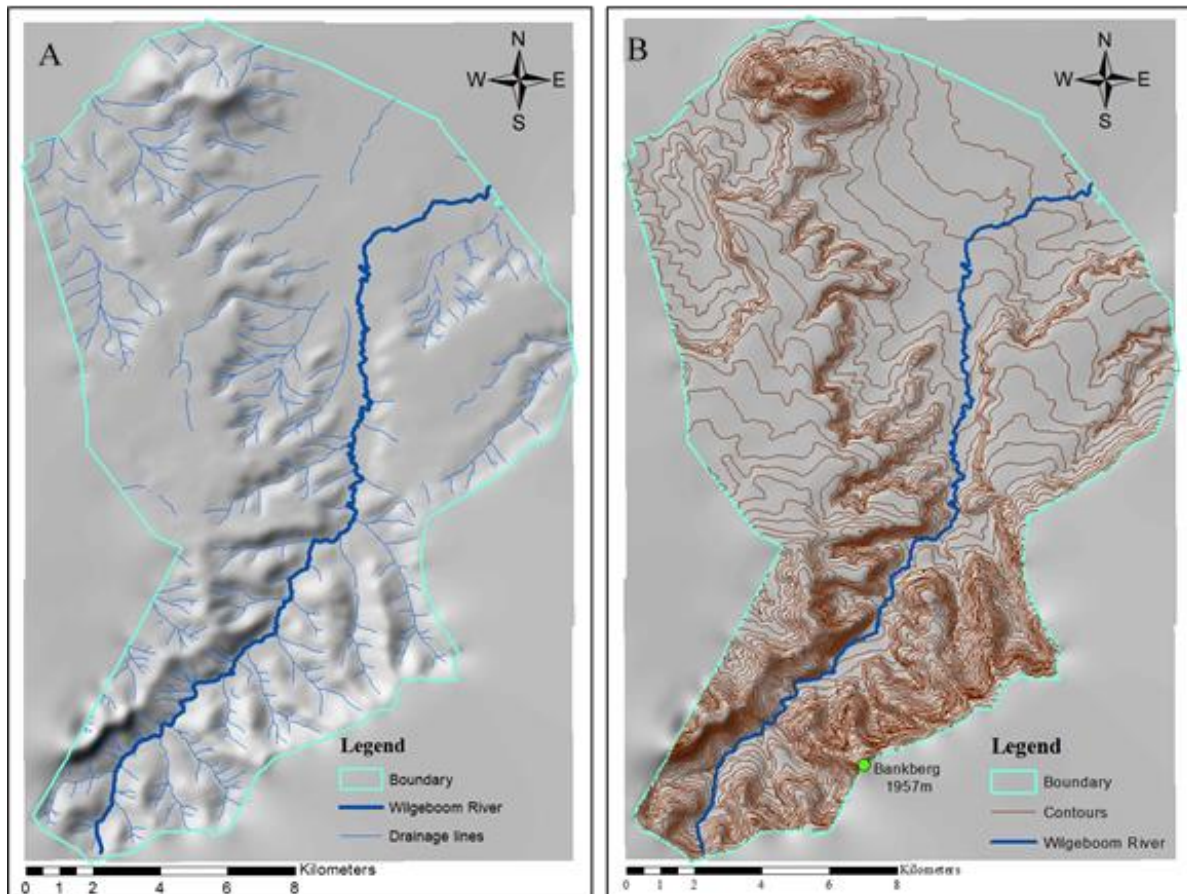 A
N
W E
S
Legend
Boundary
Wilgeboom River
Drainage lines
Kilometers
0 1 2 4 6 8
B
N
W E
S
Bankberg
1957m
Legend
Boundary
Contours
Wilgeboom River
Kilometers
0 1 2 4 6 8